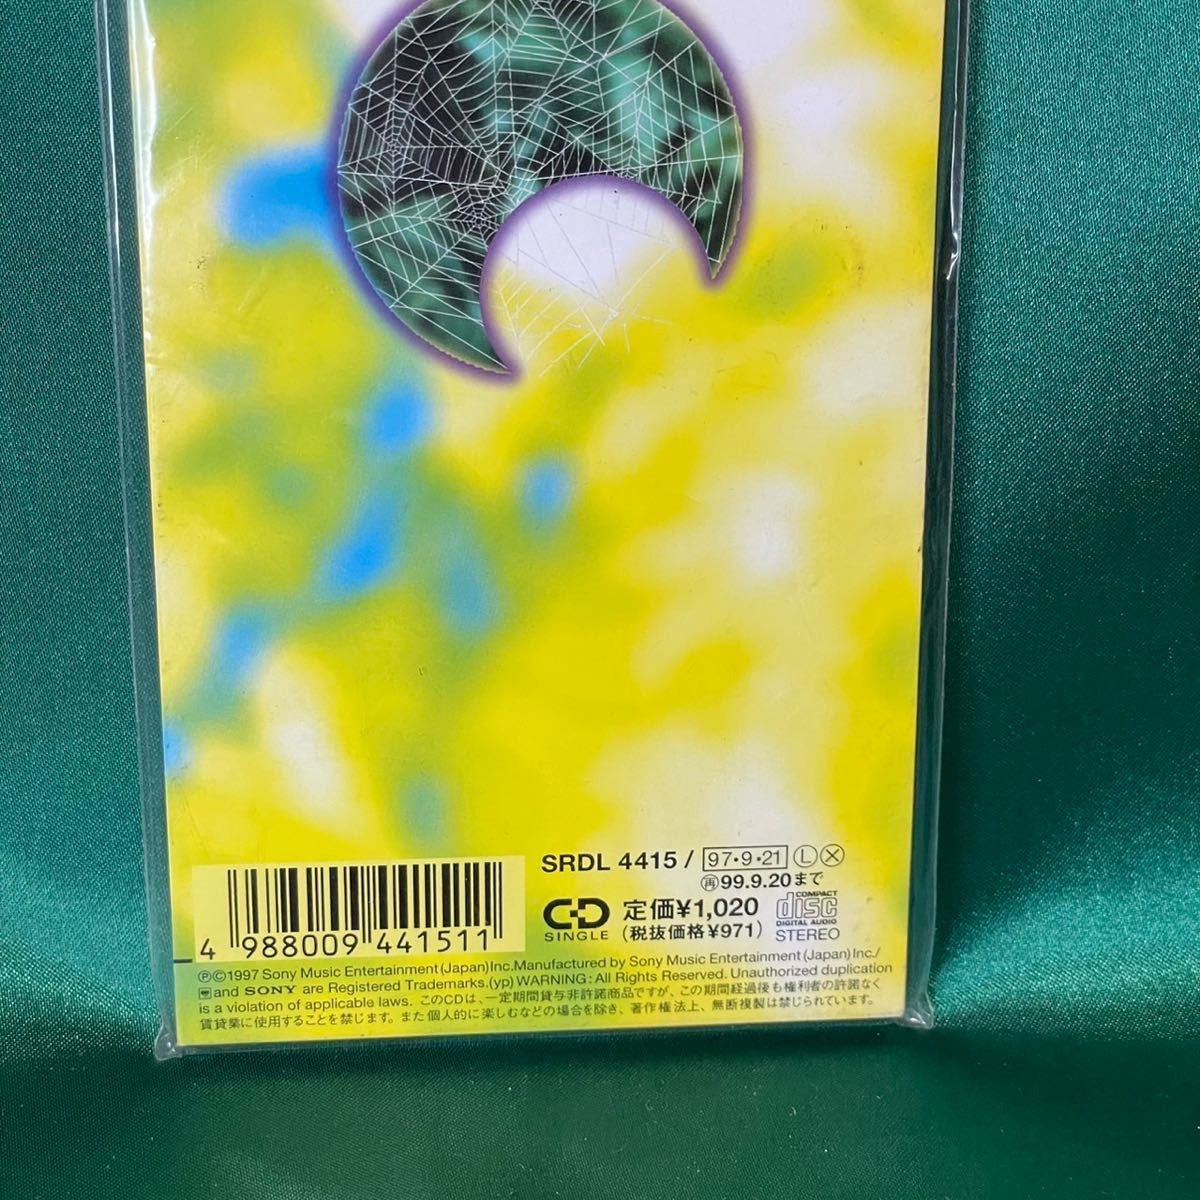 SRDL 4415 / 97・9・21 Ⓛ Ⓧ
㊞99.9.20まで
CD SINGLE 定価¥1,020
(税抜価格¥971)
COMPACT disc DIGITAL AUDIO STEREO
4 988009 441511
ⓅⒸ1997 Sony Music Entertainment(Japan)Inc.Manufactured by Sony Music Entertainment(Japan)Inc./
and SONY are Registered Trademarks.(yp) WARNING: All Rights Reserved. Unauthorized duplication
is a violation of applicable laws. このCDは、一定期間貸与非許諾商品ですが、この期間経過後も権利者の許諾なく
賃貸業に使用することを禁じます。また個人的に楽しむなどの場合を除き、著作権法上、無断複製は禁じられています。